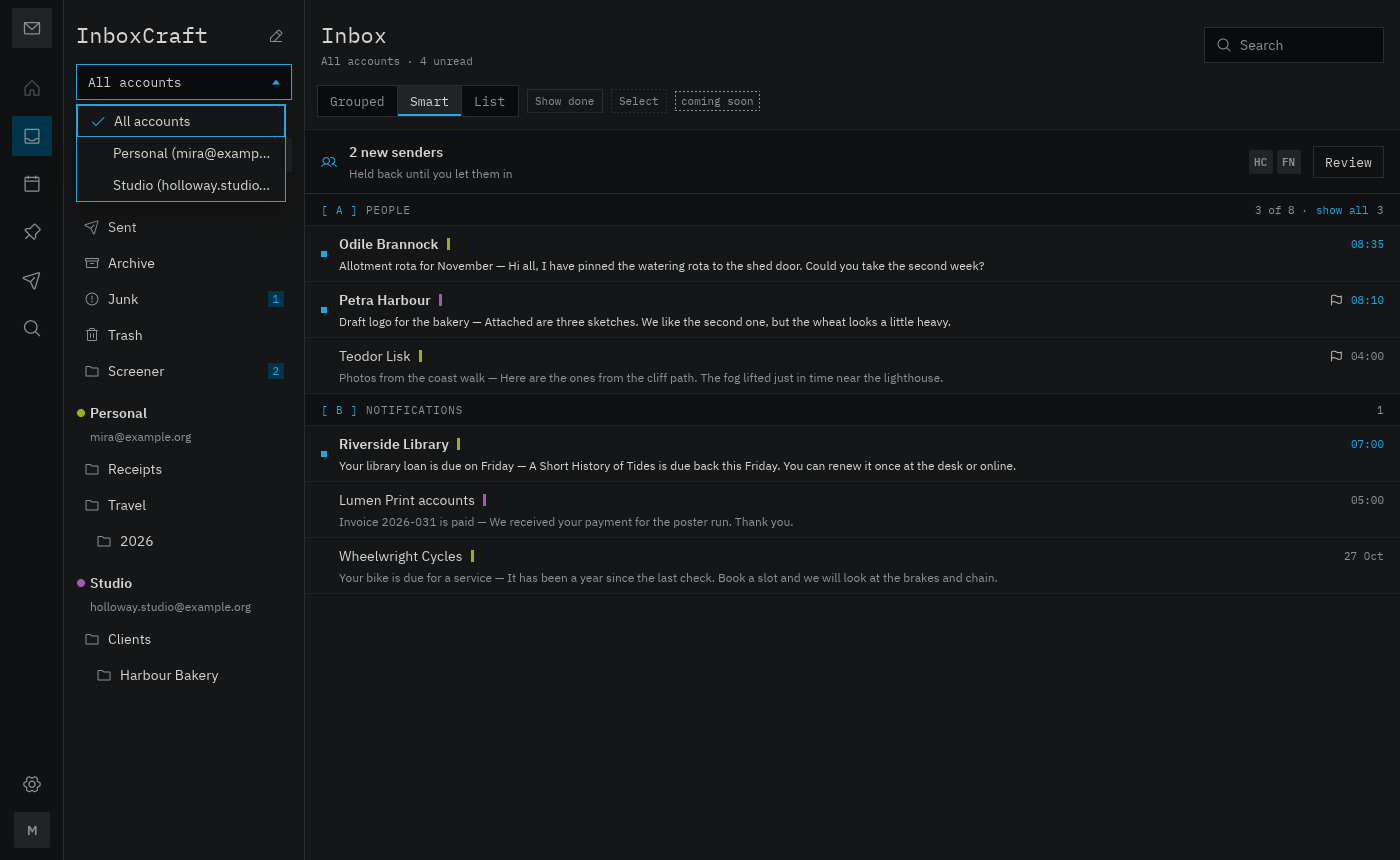 InboxCraft
All accounts
All accounts
Personal (mira@examp...
Studio (holloway.studio...
Sent
Archive
Junk 1
Trash
Screener 2
Personal
mira@example.org
Receipts
Travel
2026
Studio
holloway.studio@example.org
Clients
Harbour Bakery
M
Inbox
All accounts · 4 unread
Search
Grouped Smart List Show done Select coming soon
2 new senders
Held back until you let them in
HC FN Review
[ A ] PEOPLE 3 of 8 · show all 3
Odile Brannock 08:35
Allotment rota for November — Hi all, I have pinned the watering rota to the shed door. Could you take the second week?
Petra Harbour 08:10
Draft logo for the bakery — Attached are three sketches. We like the second one, but the wheat looks a little heavy.
Teodor Lisk 04:00
Photos from the coast walk — Here are the ones from the cliff path. The fog lifted just in time near the lighthouse.
[ B ] NOTIFICATIONS 1
Riverside Library 07:00
Your library loan is due on Friday — A Short History of Tides is due back this Friday. You can renew it once at the desk or online.
Lumen Print accounts 05:00
Invoice 2026-031 is paid — We received your payment for the poster run. Thank you.
Wheelwright Cycles 27 Oct
Your bike is due for a service — It has been a year since the last check. Book a slot and we will look at the brakes and chain.